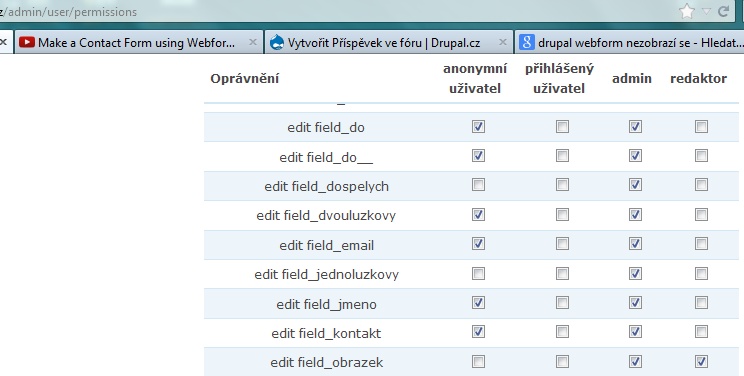 z/admin/user/permissions
Make a Contact Form using Webfor...
Vytvořit Příspěvek ve fóru | Drupal.cz
drupal webform nezobrazí se - Hledat...
Oprávnění anonymní uživatel přihlášený uživatel admin redaktor
edit field_do
edit field_do__
edit field_dospelych
edit field_dvouluzkovy
edit field_email
edit field_jednoluzkovy
edit field_jmeno
edit field_kontakt
edit field_obrazek